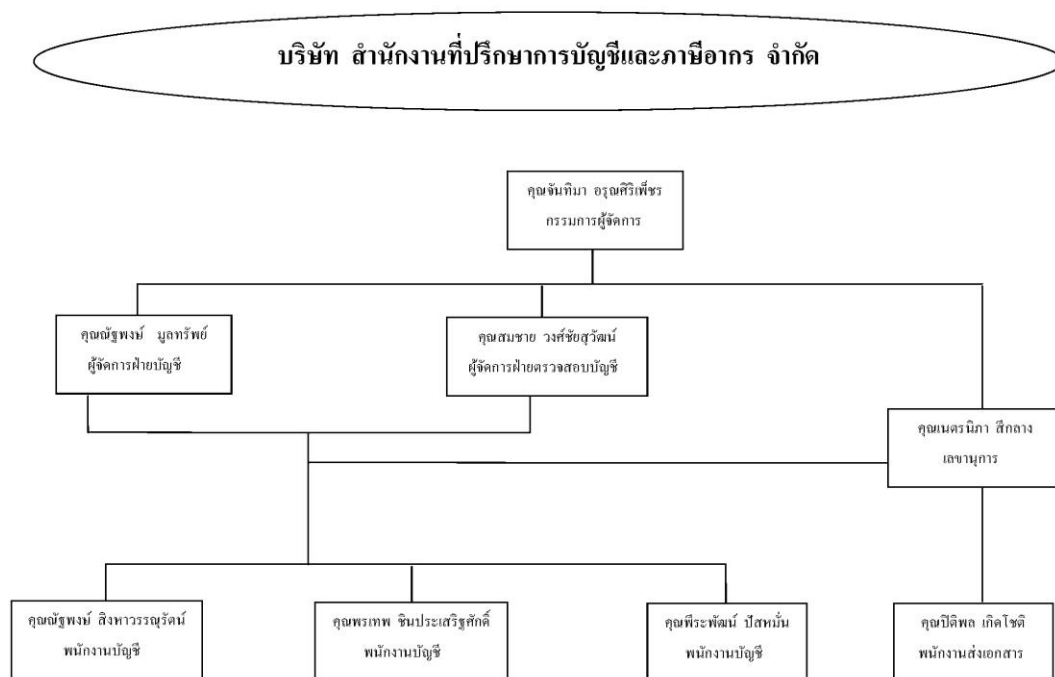 บริษัท สำนักงานที่ปรึกษาการบัญชีและภาษีอากร จำกัด
คุณจันทิมา อรุณศิริเพ็ชร
กรรมการผู้จัดการ
คุณณัฐพงษ์ มูลทรัพย์
ผู้จัดการฝ่ายบัญชี
คุณสมชาย วงศ์ชัยสุวัฒน์
ผู้จัดการฝ่ายตรวจสอบบัญชี
คุณเนตรนิภา สีกลาง
เลขานุการ
คุณณัฐพงษ์ สิงหาวรรณุรัตน์
พนักงานบัญชี
คุณพรเทพ ชินประเสริฐศักดิ์
พนักงานบัญชี
คุณพีระพัฒน์ ปัสหมั่น
พนักงานบัญชี
คุณปิติพล เกิดโชติ
พนักงานส่งเอกสาร